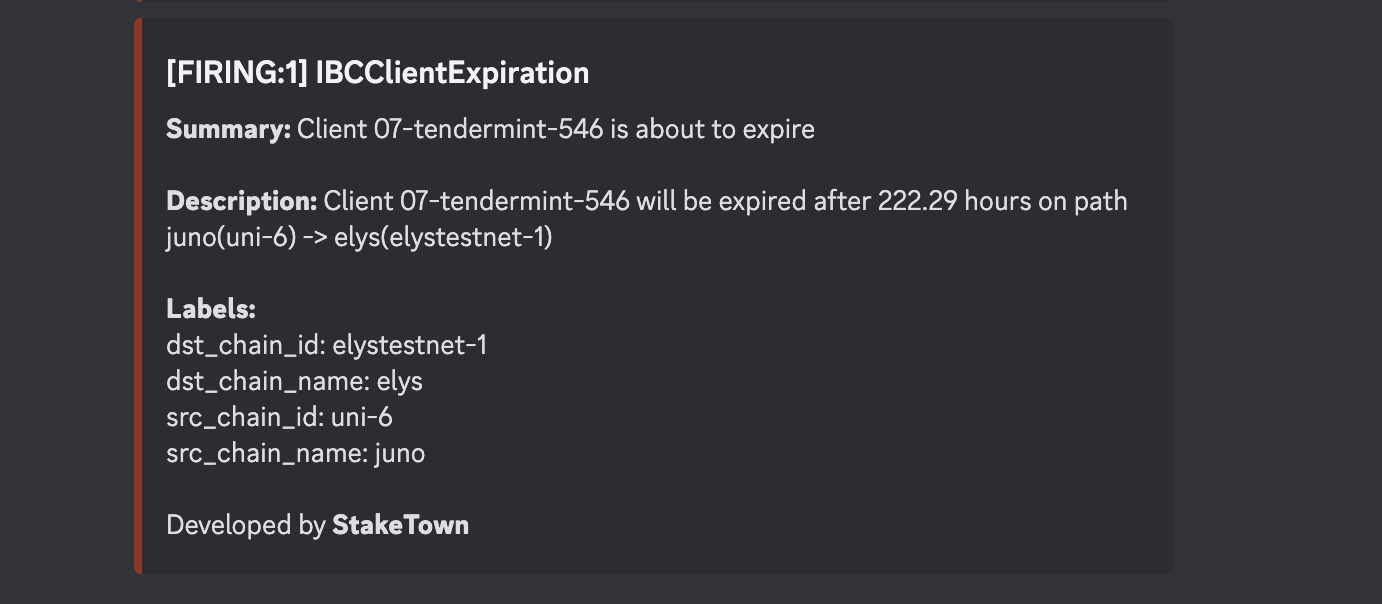 [FIRING:1] IBCClientExpiration
Summary: Client 07-tendermint-546 is about to expire
Description: Client 07-tendermint-546 will be expired after 222.29 hours on path
juno(uni-6) -> elys(elystestnet-1)
Labels:
dst_chain_id: elystestnet-1
dst_chain_name: elys
src_chain_id: uni-6
src_chain_name: juno
Developed by StakeTown